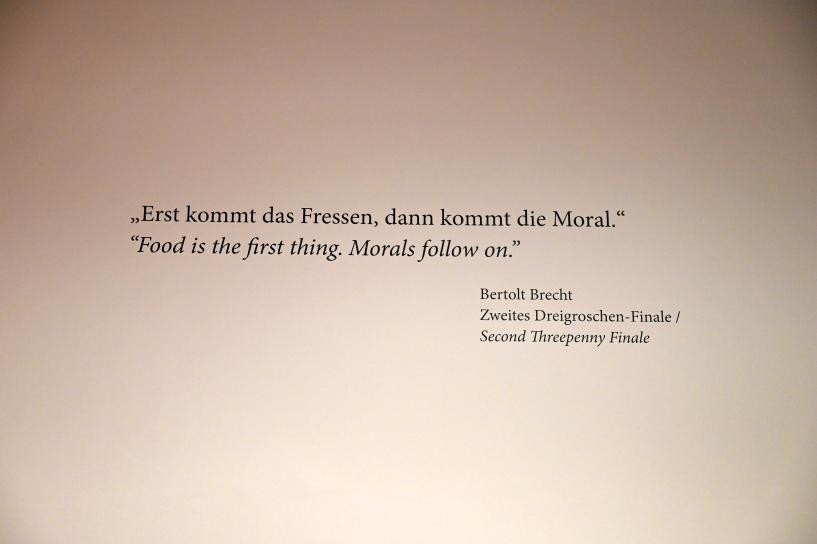 „Erst kommt das Fressen, dann kommt die Moral.“
“Food is the first thing. Morals follow on.”
Bertolt Brecht
Zweites Dreigroschen-Finale /
Second Threepenny Finale